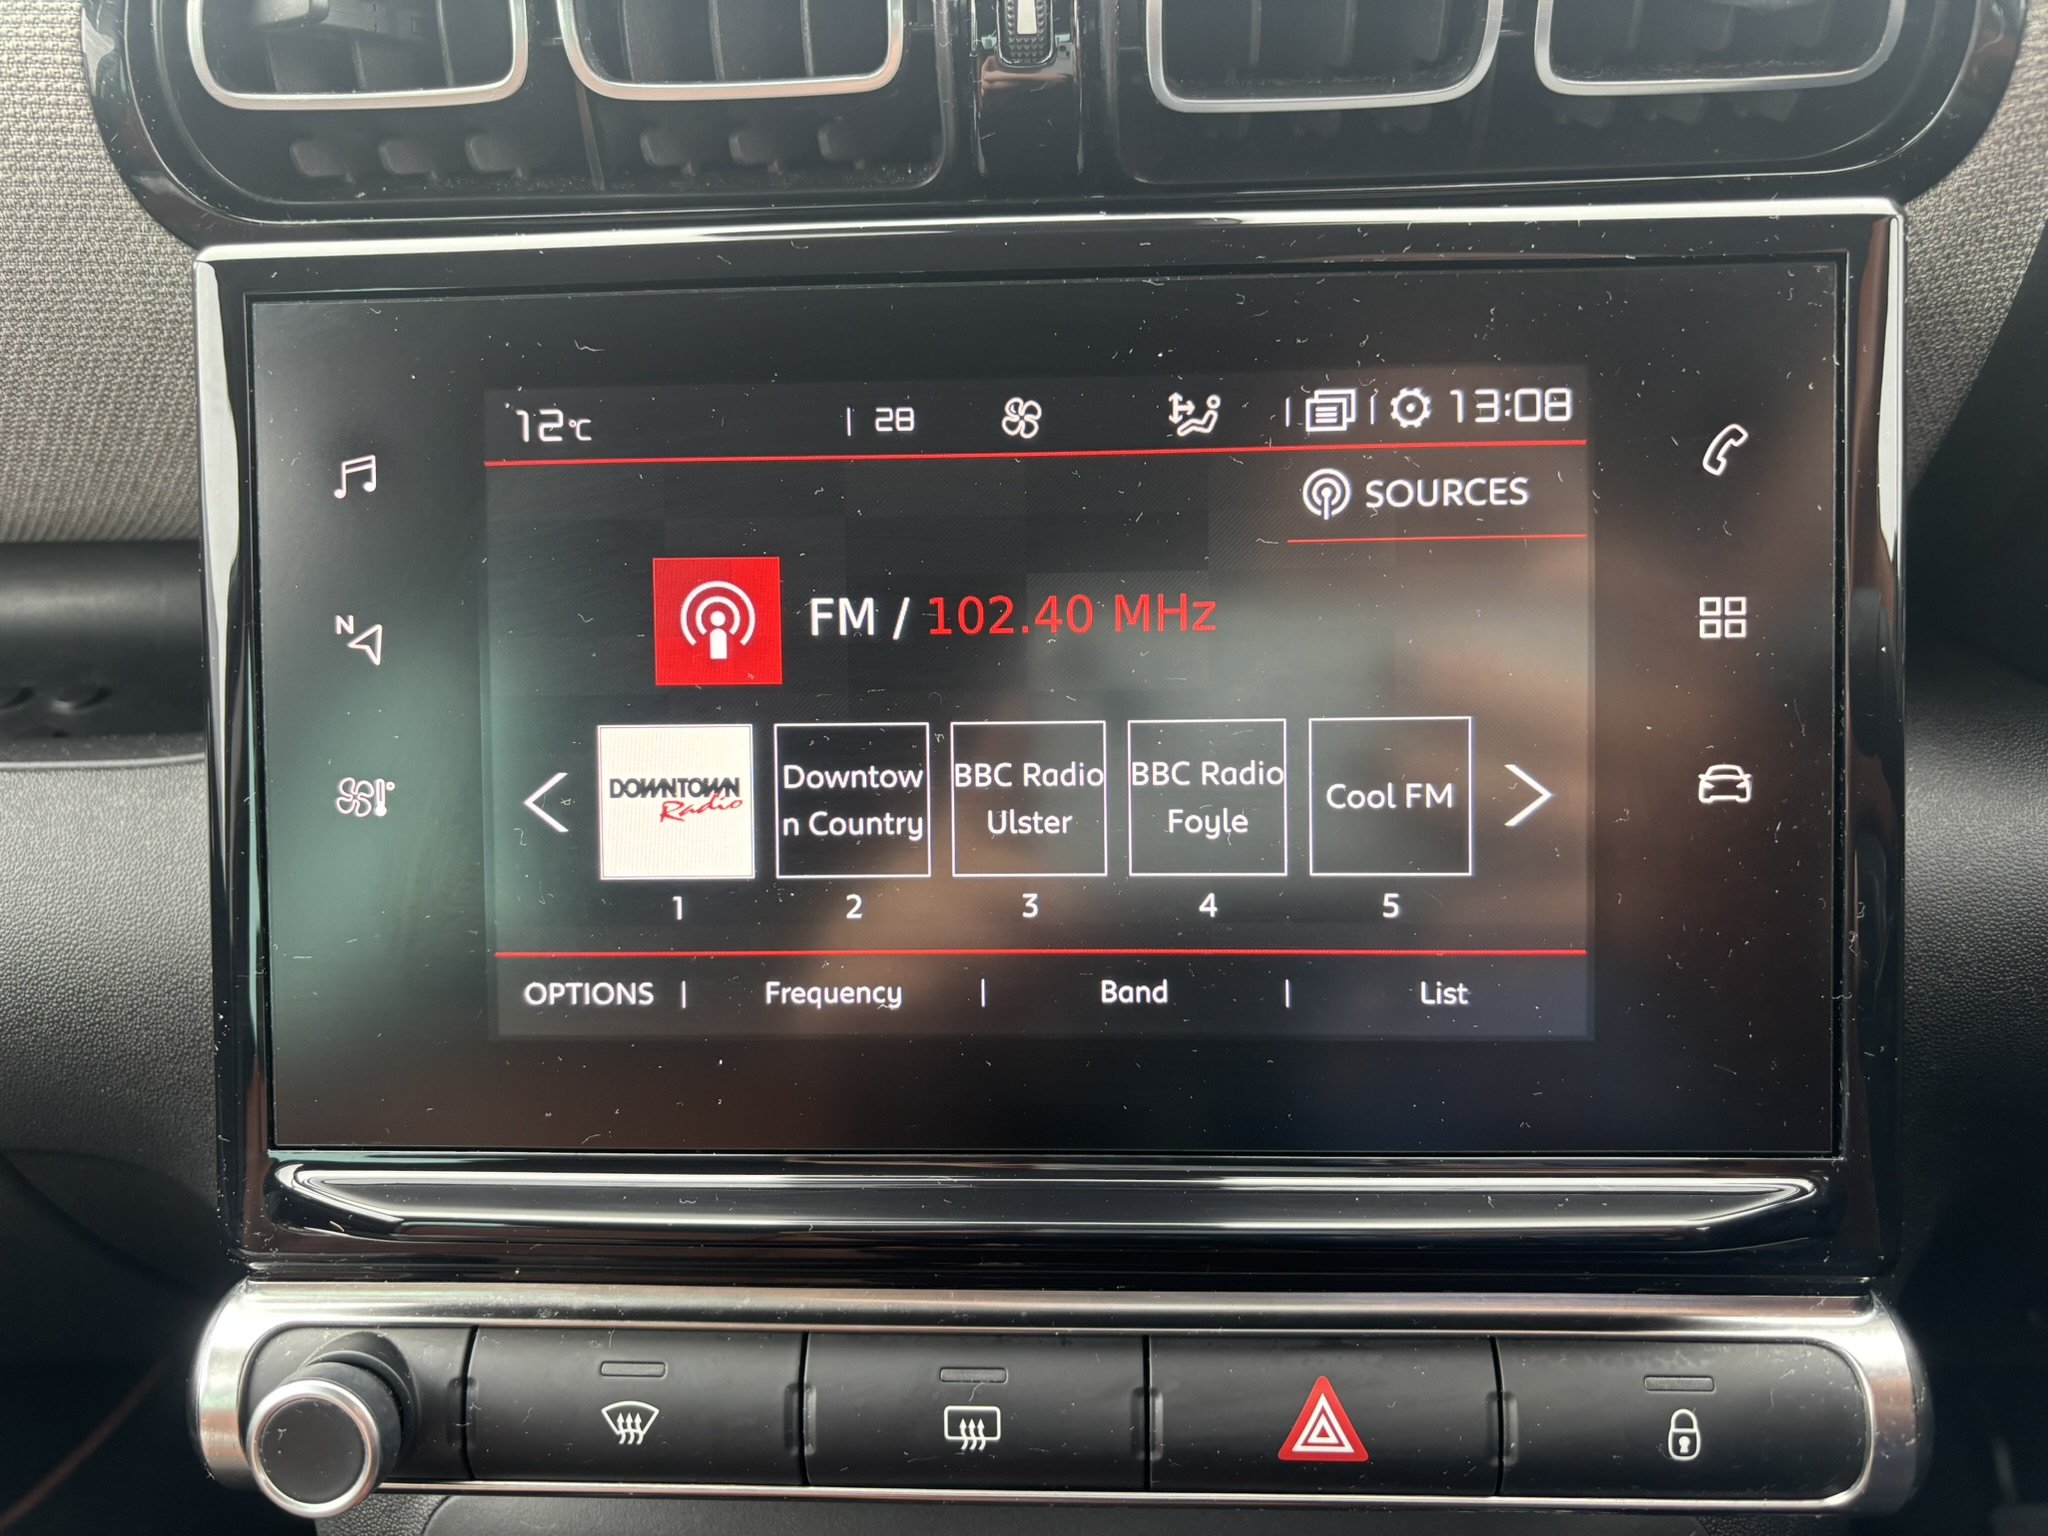 12°C | 28 | | 13:08
SOURCES
N
FM / 102.40 MHz
DOWNTOWN
Radio
Downtow
n Country
BBC Radio
Ulster
BBC Radio
Foyle
Cool FM
1 2 3 4 5
OPTIONS | Frequency | Band | List